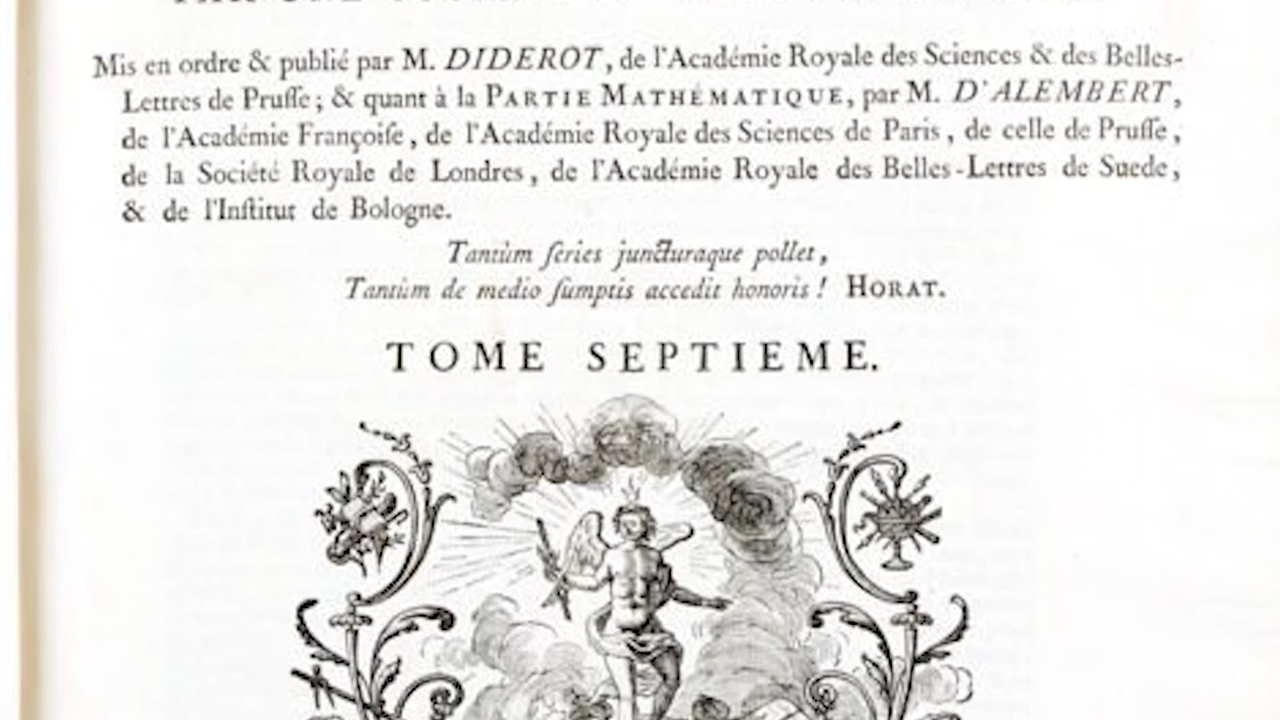 Mis en ordre & publié par M. DIDEROT, de l'Académie Royale des Sciences & des Belles-
Lettres de Prusse; & quant à la PARTIE MATHÉMATIQUE, par M. D'ALEMBERT,
de l'Académie Françoiſe, de l'Académie Royale des Sciences de Paris, de celle de Pruſſe,
de la Société Royale de Londres, de l'Académie Royale des Belles-Lettres de Suede,
& de l'Inſtitut de Bologne.
Tantùm ſeries juncturaque pollet,
Tantùm de medio ſumptis accedit honoris! HORAT.
TOME SEPTIEME.